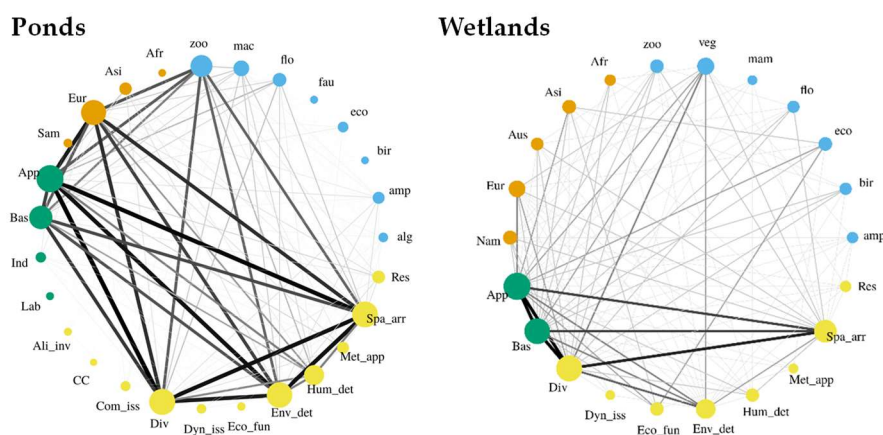 Ponds
zoo
mac
flo
fau
eco
bir
amp
alg
Res
Spa_arr
Met_app
Hum_det
Env_det
Eco_fun
Dyn_iss
Div
Com_iss
CC
Ali_inv
Lab
Ind
Bas
App
Sam
Eur
Asi
Afr
Wetlands
zoo
veg
mam
flo
eco
bir
amp
Res
Spa_arr
Met_app
Hum_det
Env_det
Eco_fun
Dyn_iss
Div
Bas
App
Nam
Eur
Aus
Asi
Afr